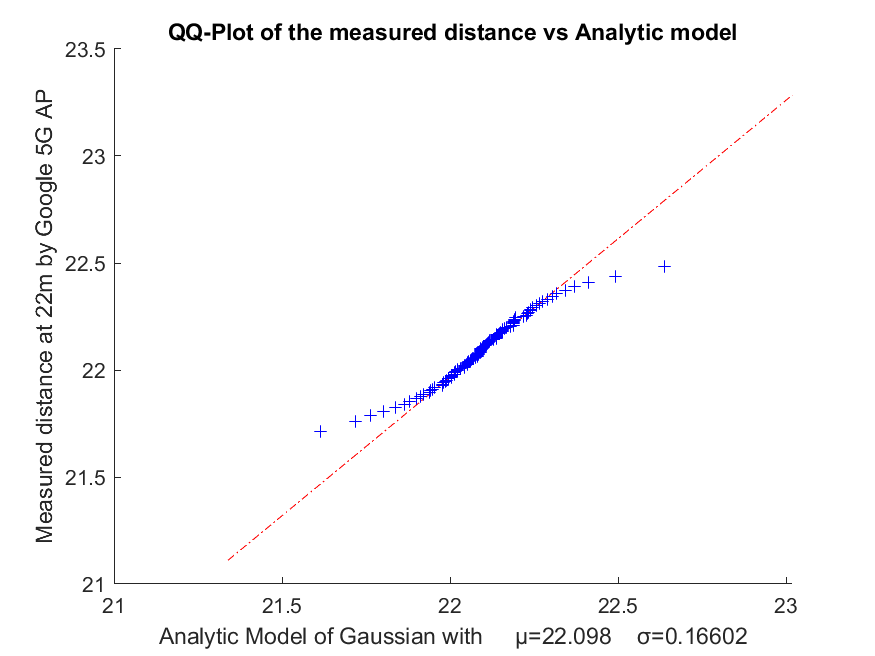 QQ-Plot of the measured distance vs Analytic model
23.5
23
22.5
22
21.5
21
Measured distance at 22m by Google 5G AP
21 21.5 22 22.5 23
Analytic Model of Gaussian with μ=22.098 σ=0.16602